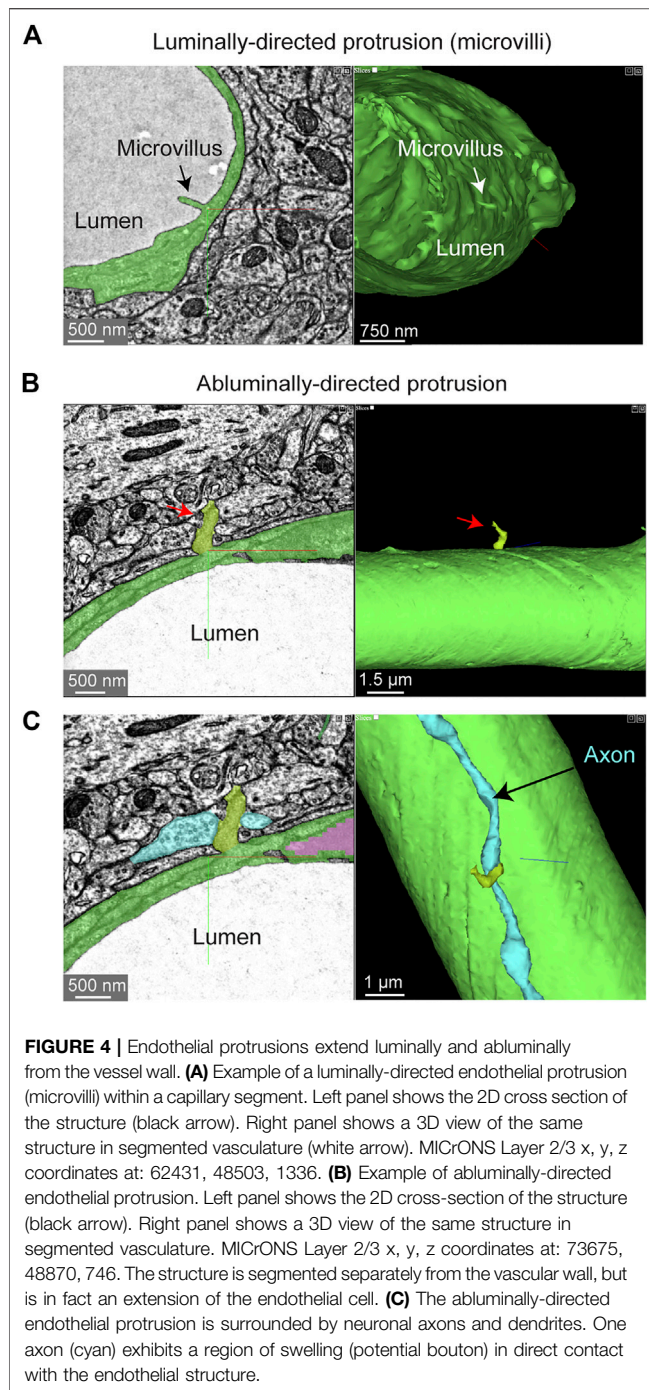 A
Luminally-directed protrusion (microvilli)
Slices
Microvillus
Microvillus
Lumen
Lumen
500 nm
750 nm
B
Abluminally-directed protrusion
Slices
Lumen
500 nm
1.5 µm
C
Slices
Axon
Lumen
500 nm
1 µm
FIGURE 4 | Endothelial protrusions extend luminally and abluminally
from the vessel wall. (A) Example of a luminally-directed endothelial protrusion
(microvilli) within a capillary segment. Left panel shows the 2D cross section of
the structure (black arrow). Right panel shows a 3D view of the same
structure in segmented vasculature (white arrow). MICrONS Layer 2/3 x, y, z
coordinates at: 62431, 48503, 1336. (B) Example of abluminally-directed
endothelial protrusion. Left panel shows the 2D cross-section of the structure
(black arrow). Right panel shows a 3D view of the same structure in
segmented vasculature. MICrONS Layer 2/3 x, y, z coordinates at: 73675,
48870, 746. The structure is segmented separately from the vascular wall, but
is in fact an extension of the endothelial cell. (C) The abluminally-directed
endothelial protrusion is surrounded by neuronal axons and dendrites. One
axon (cyan) exhibits a region of swelling (potential bouton) in direct contact
with the endothelial structure.